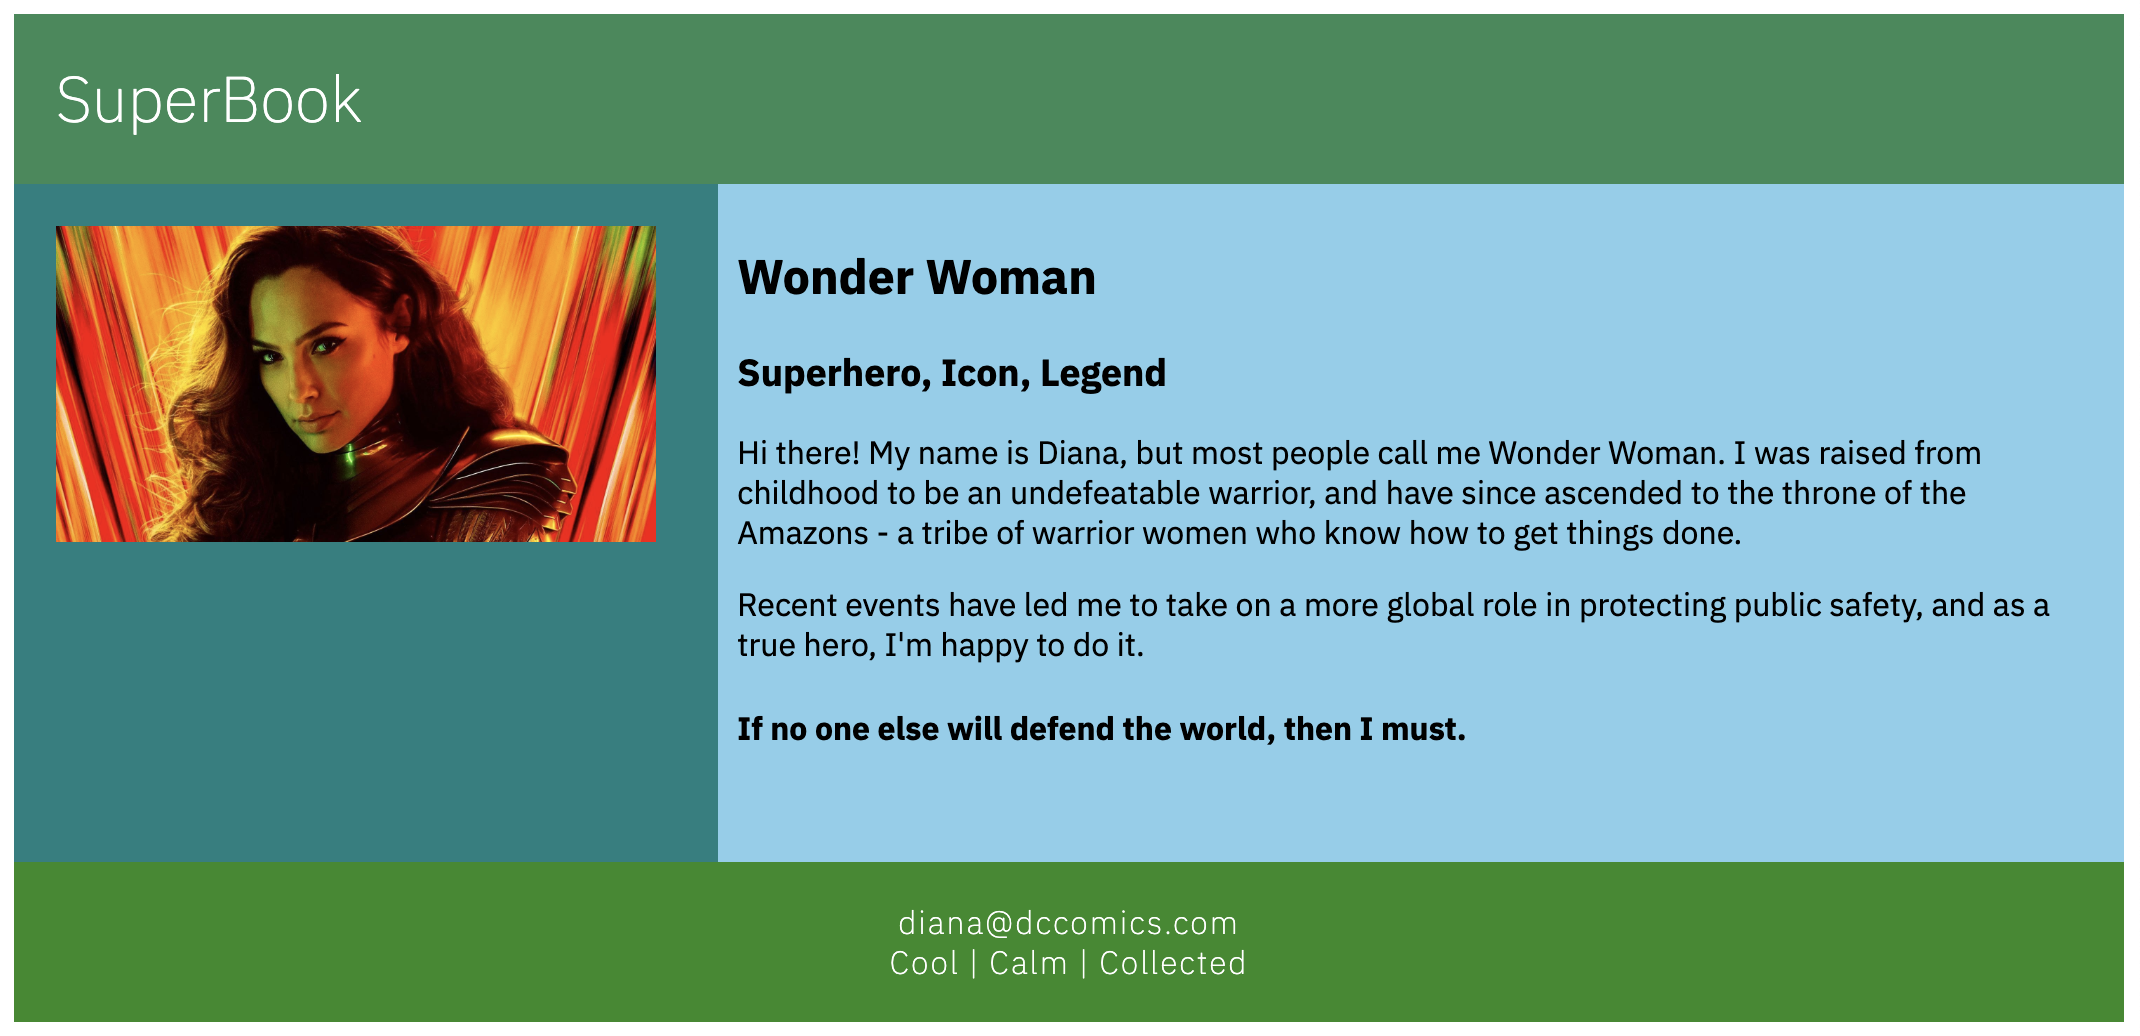 SuperBook
Wonder Woman
Superhero, Icon, Legend
Hi there! My name is Diana, but most people call me Wonder Woman. I was raised from
childhood to be an undefeatable warrior, and have since ascended to the throne of the
Amazons - a tribe of warrior women who know how to get things done.
Recent events have led me to take on a more global role in protecting public safety, and as a
true hero, I'm happy to do it.
If no one else will defend the world, then I must.
diana@dccomics.com
Cool | Calm | Collected